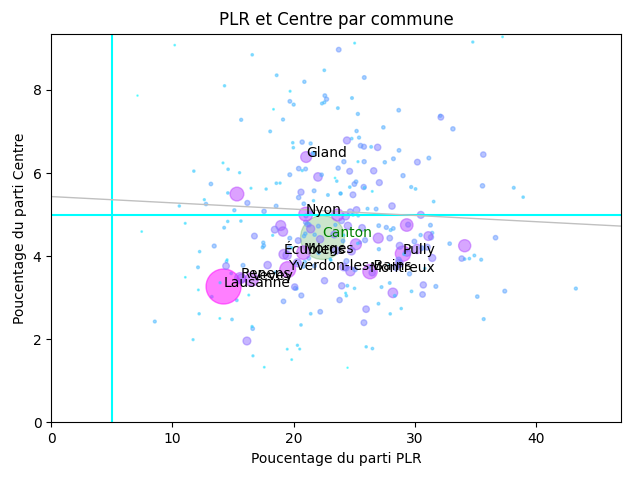 PLR et Centre par commune
Poucentage du parti Centre
8
6
4
2
0
Gland
Nyon
Canton
Écublens
Morges
Pully
Yverdon-les-Bains
Montreux
Renens
Vevey
Lausanne
0 10 20 30 40
Poucentage du parti PLR